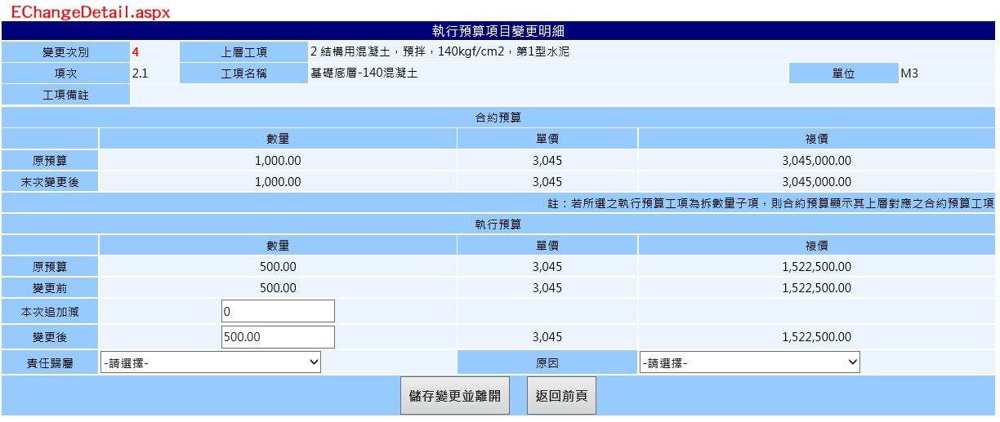 EChangeDetail.aspx
執行預算項目變更明細
變更次別 4 上層工項 2 結構用混凝土，預拌，140kgf/cm2，第1型水泥
項次 2.1 工項名稱 基礎底層-140混凝土 單位 M3
工項備註
合約預算
數量 單價 複價
原預算 1,000.00 3,045 3,045,000.00
末次變更後 1,000.00 3,045 3,045,000.00
註：若所選之執行預算工項為拆數量子項，則合約預算顯示其上層對應之合約預算工項
執行預算
數量 單價 複價
原預算 500.00 3,045 1,522,500.00
變更前 500.00 3,045 1,522,500.00
本次追加減 0
變更後 500.00 3,045 1,522,500.00
責任歸屬 -請選擇- 原因 -請選擇-
儲存變更並離開 返回前頁